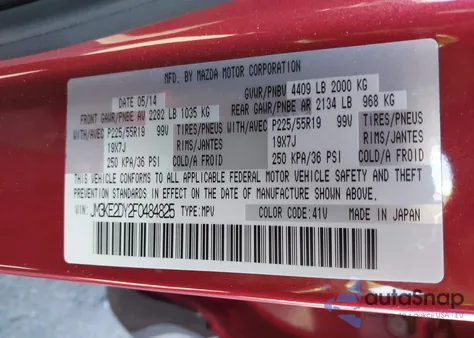 MFD. BY MAZDA MOTOR CORPORATION
DATE 05/14 GVWR/PNBV 4409 LB 2000 KG
FRONT GAWR/PNBE AV 2282 LB 1035 KG REAR GAWR/PNBE AR 2134 LB 968 KG
WITH/AVEC P225/55R19 99V TIRES/PNEUS WITH/AVEC P225/55R19 99V TIRES/PNEUS
19X7J RIMS/JANTES 19X7J RIMS/JANTES
250 KPA/36 PSI COLD/A FROID 250 KPA/36 PSI COLD/A FROID
THIS VEHICLE CONFORMS TO ALL APPLICABLE FEDERAL MOTOR VEHICLE SAFETY AND THEFT
PREVENTION STANDARDS IN EFFECT ON THE DATE OF MANUFACTURE SHOWN ABOVE.
VIN: JM3KE2DY2F0484825 TYPE: MPV COLOR CODE: 41V MADE IN JAPAN
autoSnap